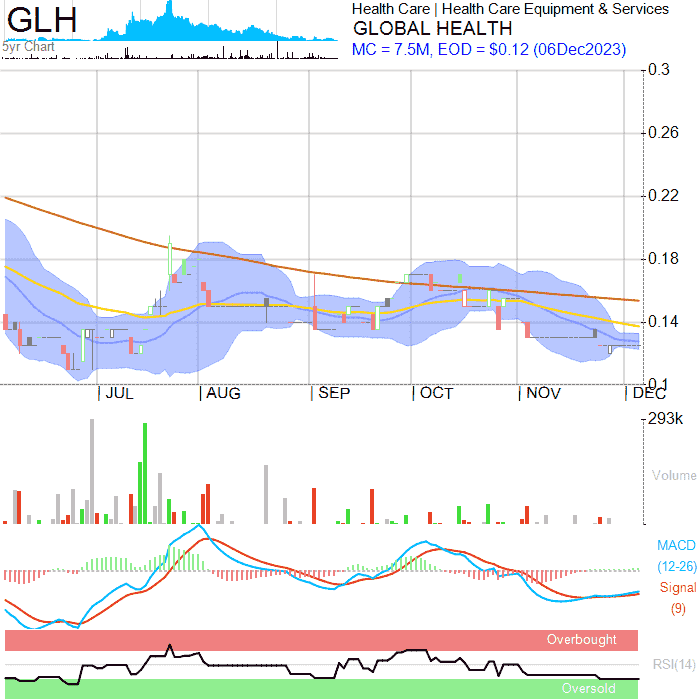 GLH
5yr Chart
Health Care | Health Care Equipment & Services
GLOBAL HEALTH
MC = 7.5M, EOD = $0.12 (06Dec2023)
0.3
0.26
0.22
0.18
0.14
0.1
JUL AUG SEP OCT NOV DEC
293k
Volume
MACD
(12-26)
Signal
(9)
Overbought
RSI(14)
Oversold